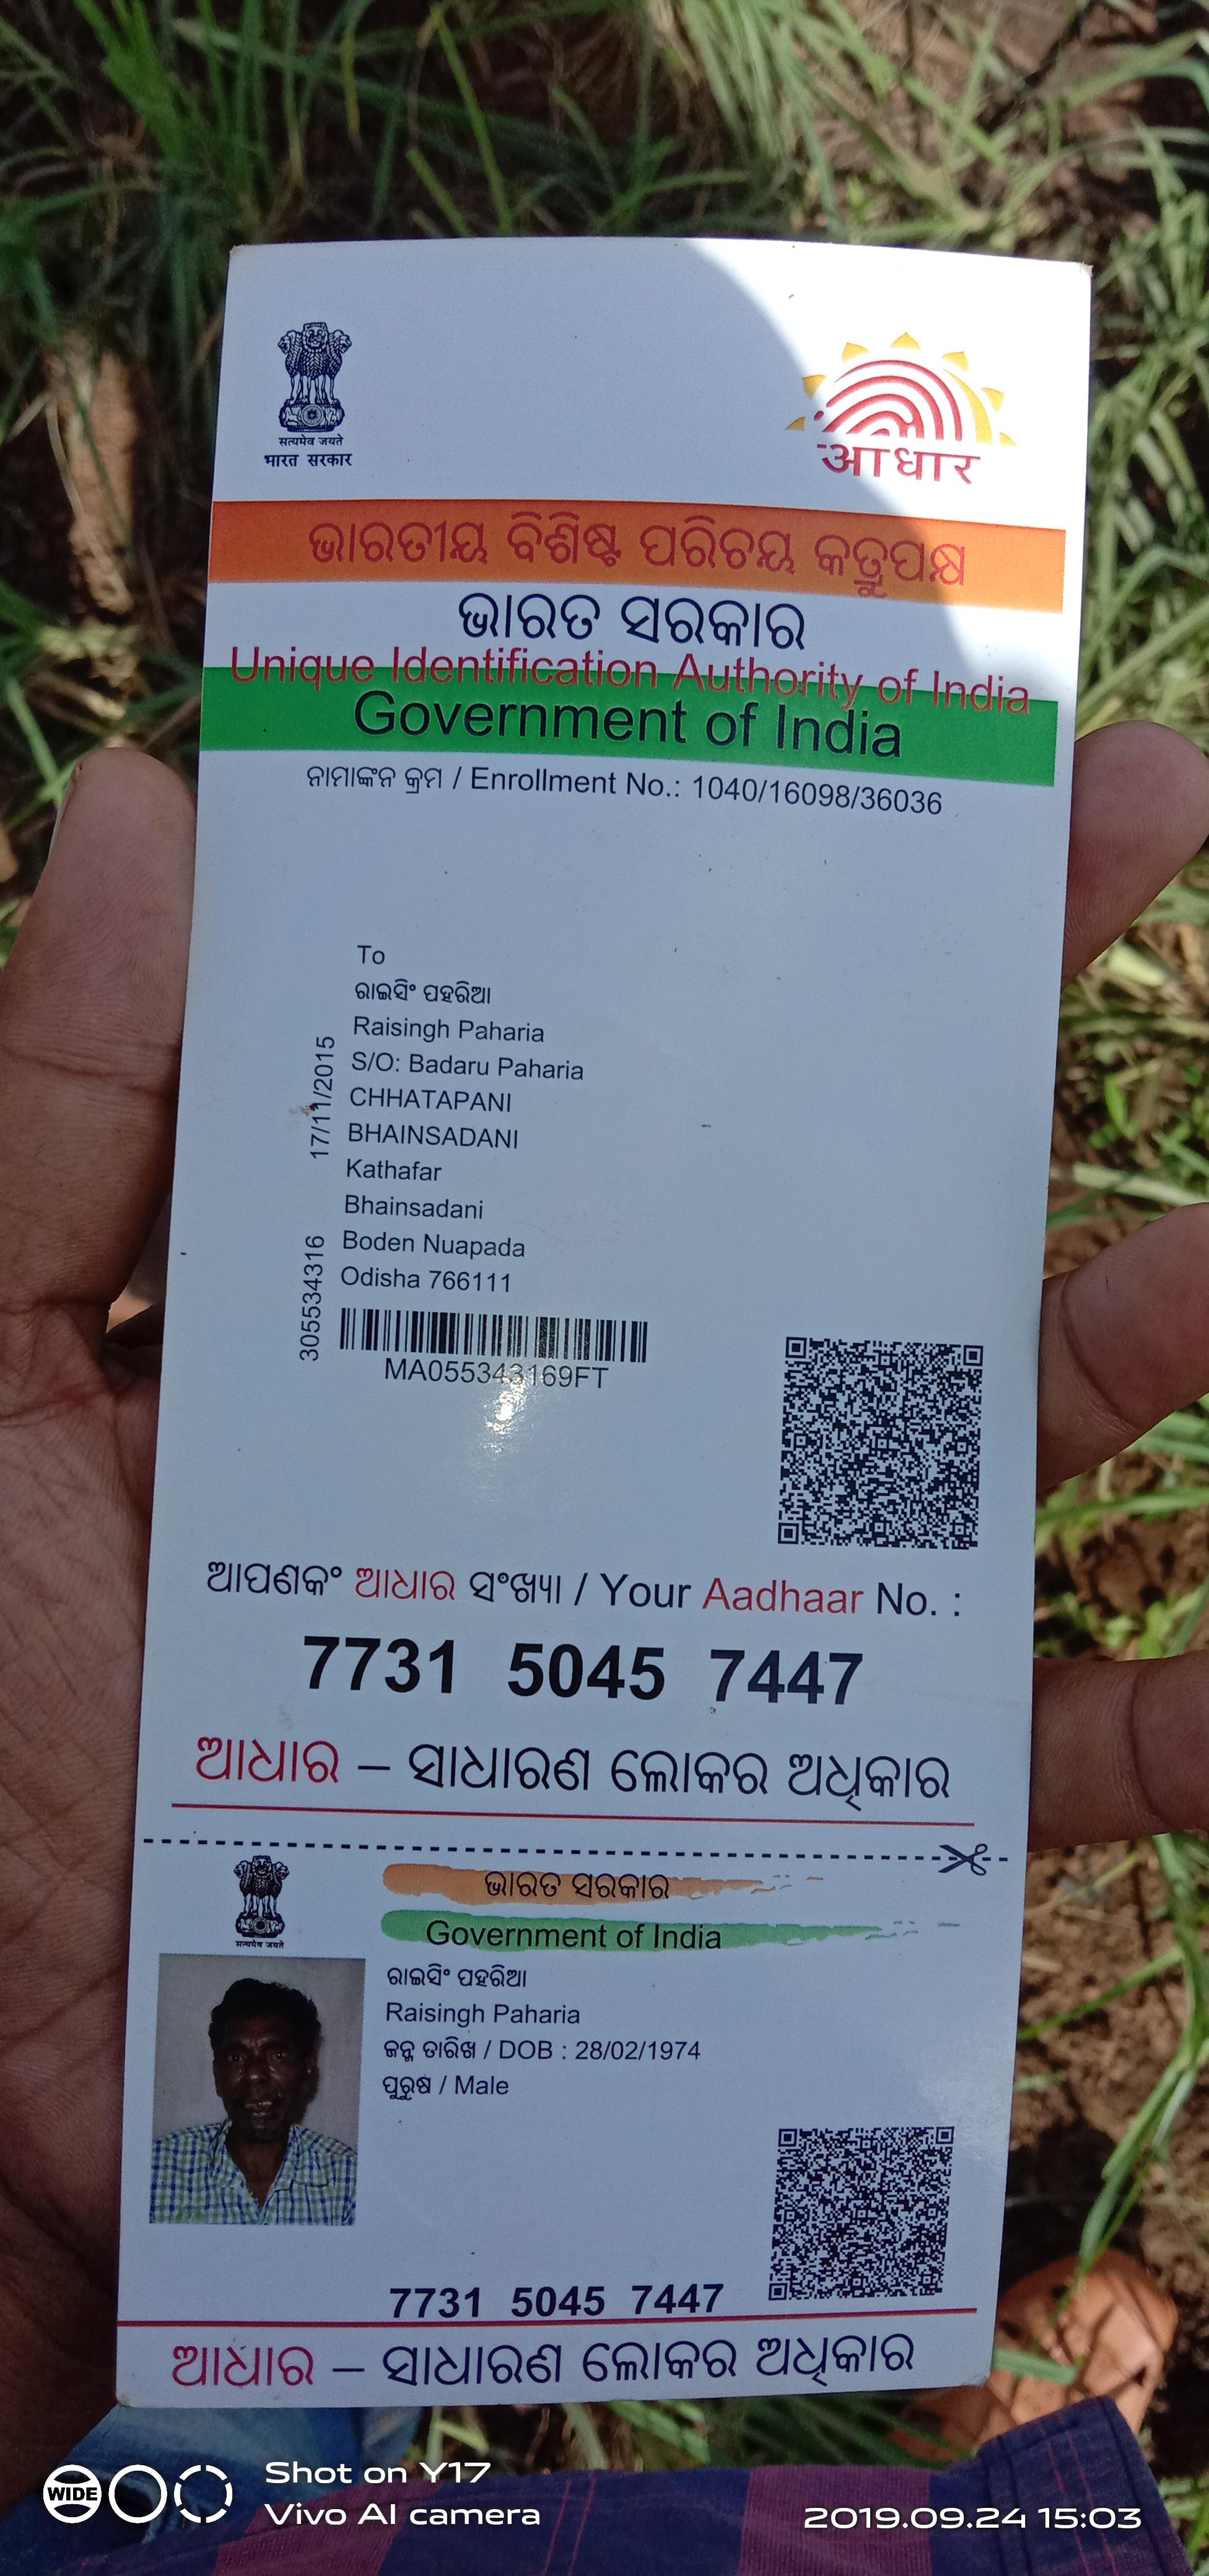 सत्यमेव जयते
भारत सरकार
आधार
ଭାରତୀୟ ବିଶିଷ୍ଟ ପରିଚୟ କର୍ତ୍ରୁପକ୍ଷ
ଭାରତ ସରକାର
Unique Identification Authority of India
Government of India
ନାମାଙ୍କନ କ୍ରମ / Enrollment No.: 1040/16098/36036
To
ରାଇସିଂ ପହରିଆ
Raisingh Paharia
S/O: Badaru Paharia
CHHATAPANI
BHAINSADANI
Kathafar
Bhainsadani
Boden Nuapada
Odisha 766111
17/11/2015
305534316
MA055343169FT
ଆପଣଙ୍କ ଆଧାର ସଂଖ୍ୟା / Your Aadhaar No. :
7731 5045 7447
ଆଧାର – ସାଧାରଣ ଲୋକର ଅଧିକାର
सत्यमेव जयते
ଭାରତ ସରକାର
Government of India
ରାଇସିଂ ପହରିଆ
Raisingh Paharia
ଜନ୍ମ ତାରିଖ / DOB : 28/02/1974
ପୁରୁଷ / Male
7731 5045 7447
ଆଧାର – ସାଧାରଣ ଲୋକର ଅଧିକାର
WIDE
Shot on Y17
Vivo AI camera
2019.09.24 15:03